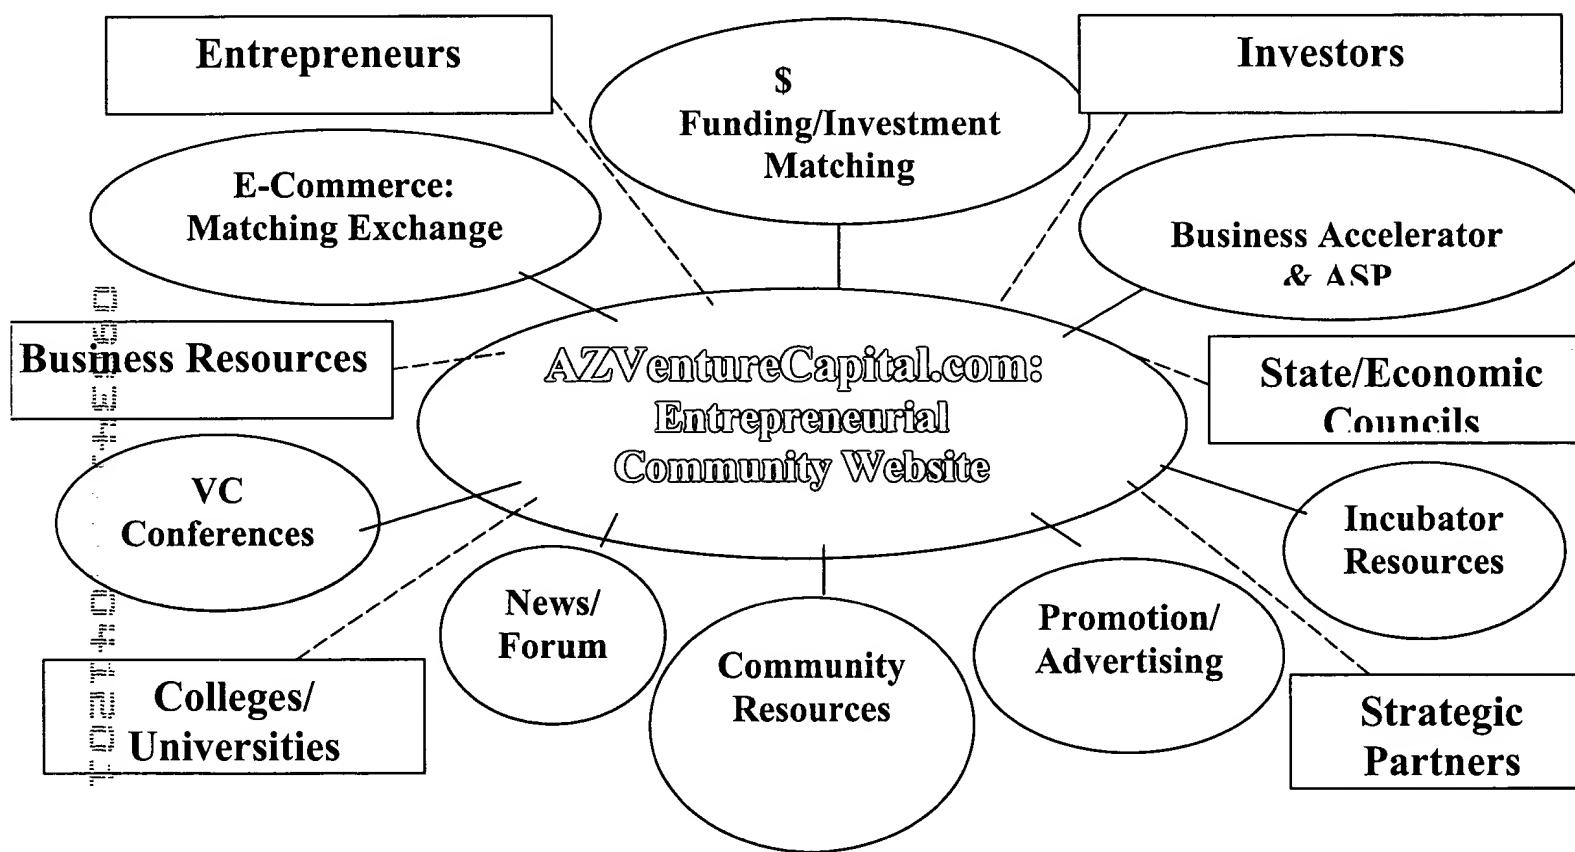 Entrepreneurs
$
Funding/Investment
Matching
Investors
E-Commerce:
Matching Exchange
Business Accelerator
& ASP
Business Resources
AZVentureCapital.com:
Entrepreneurial
Community Website
State/Economic
Councils
VC
Conferences
Incubator
Resources
News/
Forum
Community
Resources
Promotion/
Advertising
Colleges/
Universities
Strategic
Partners